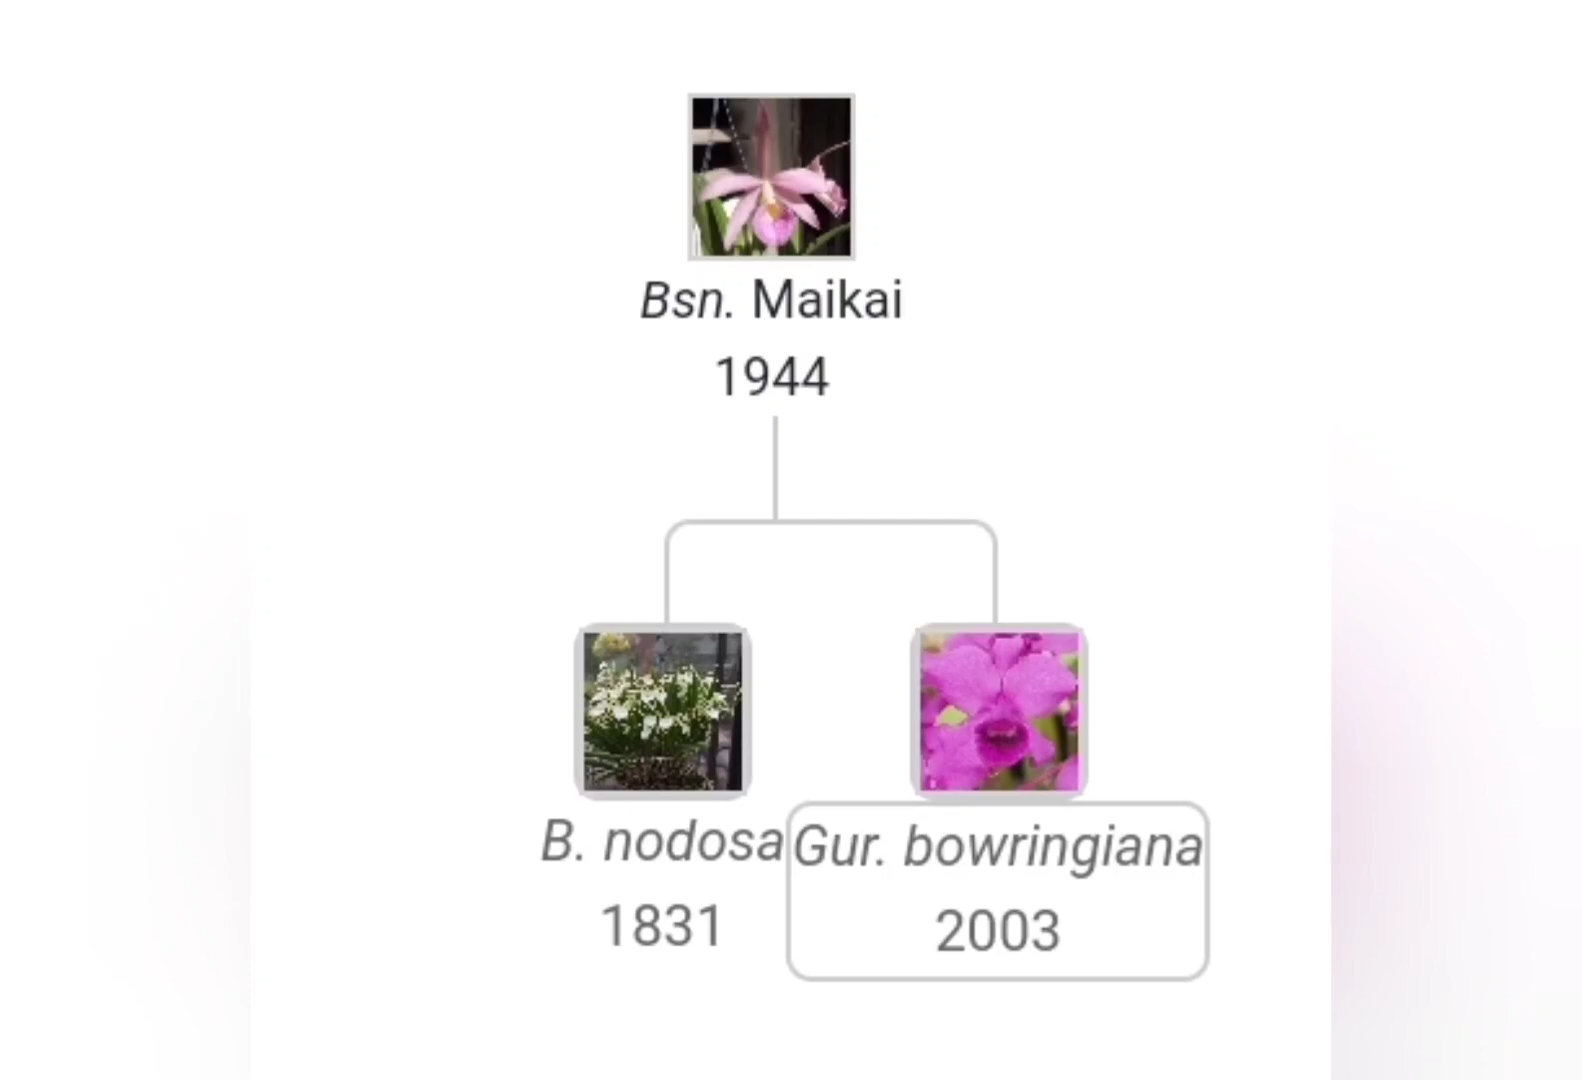 Bsn. Maikai
1944
B. nodosa
1831
Gur. bowringiana
2003